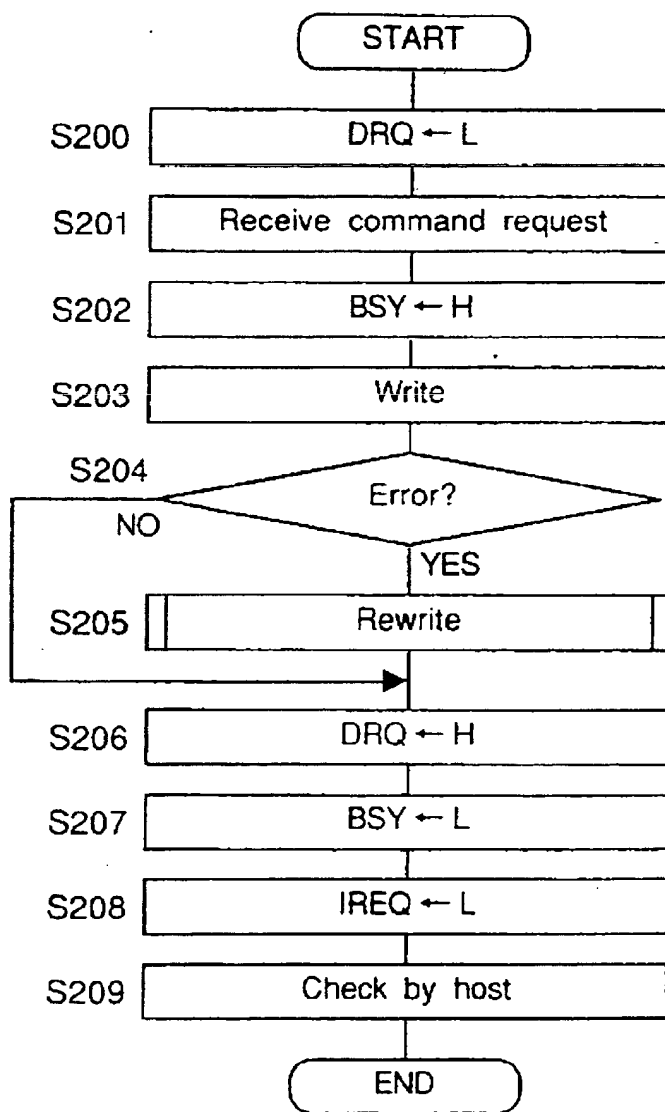 START
S200 DRQ ← L
S201 Receive command request
S202 BSY ← H
S203 Write
S204 Error?
NO
YES
S205 Rewrite
S206 DRQ ← H
S207 BSY ← L
S208 IREQ ← L
S209 Check by host
END